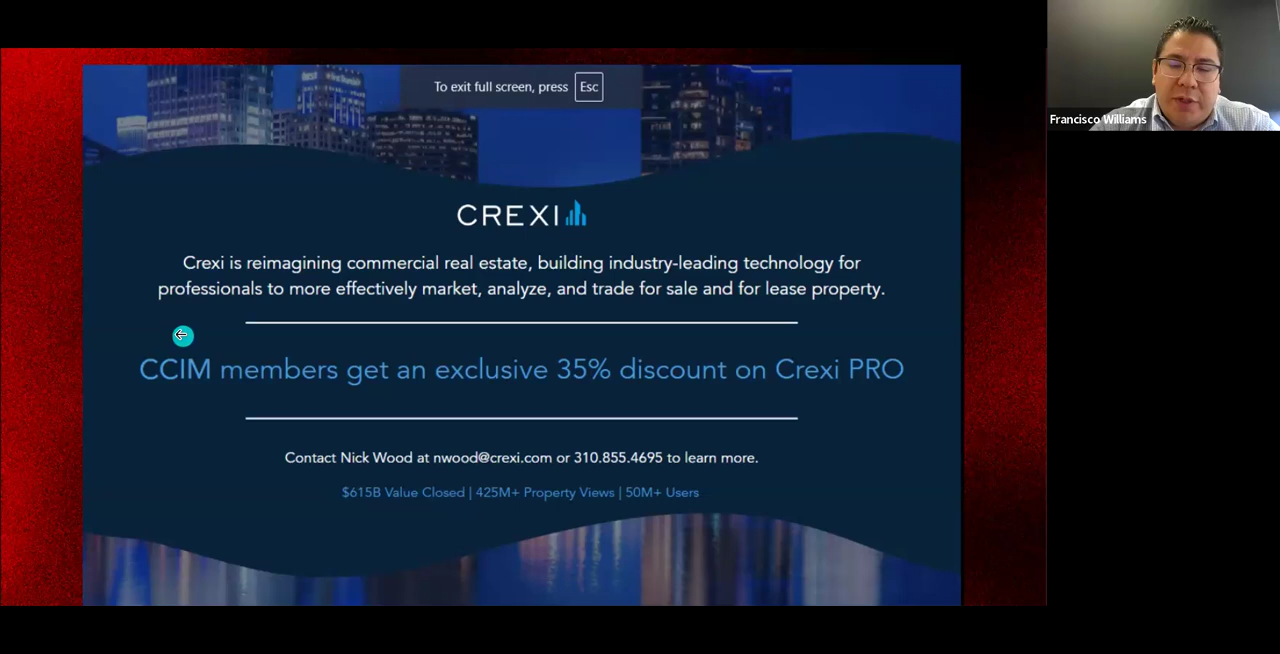 To exit full screen, press Esc
Francisco Williams
CREXI
Crexi is reimagining commercial real estate, building industry-leading technology for
professionals to more effectively market, analyze, and trade for sale and for lease property.
CCIM members get an exclusive 35% discount on Crexi PRO
Contact Nick Wood at nwood@crexi.com or 310.855.4695 to learn more.
$615B Value Closed | 425M+ Property Views | 50M+ Users